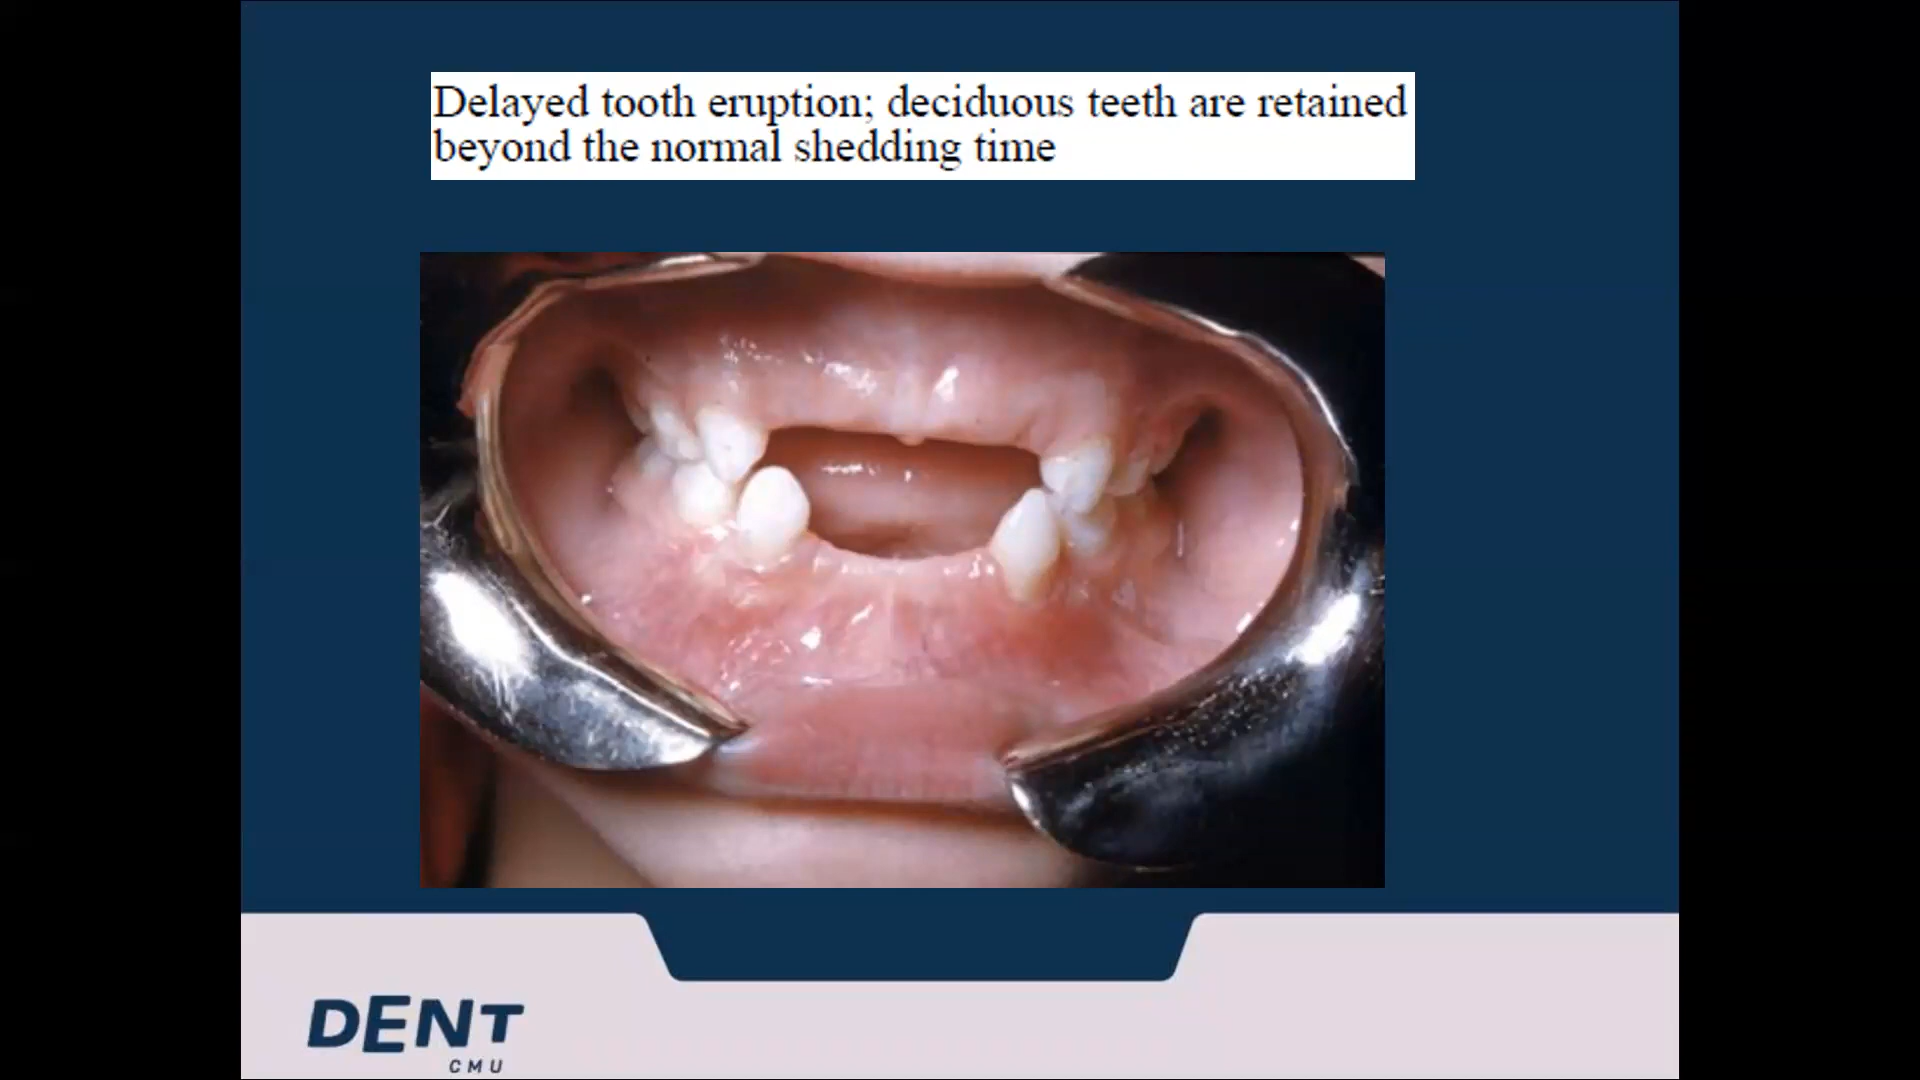 Delayed tooth eruption; deciduous teeth are retained
beyond the normal shedding time
DENT
CMU